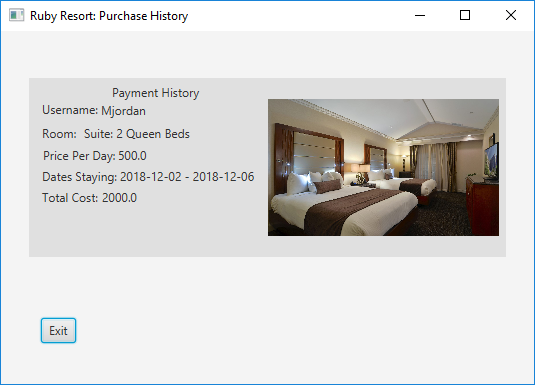 Ruby Resort: Purchase History
Payment History
Username: Mjordan
Room: Suite: 2 Queen Beds
Price Per Day: 500.0
Dates Staying: 2018-12-02 - 2018-12-06
Total Cost: 2000.0
Exit